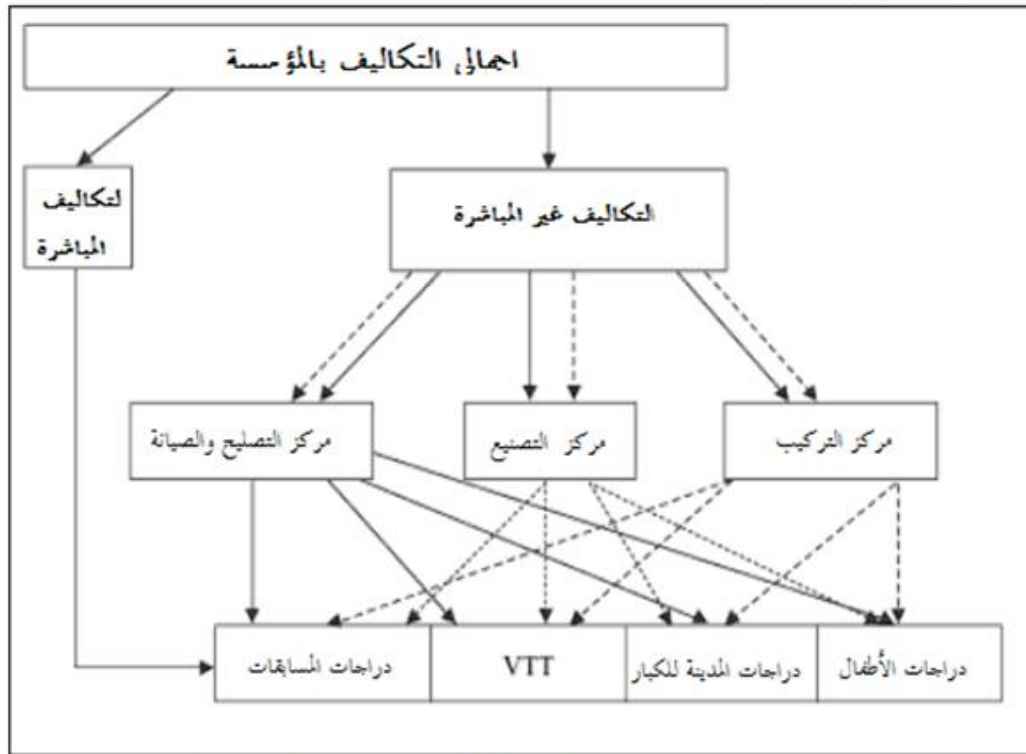 اجمالي التكاليف بالمؤسسة
لتكاليف
المباشرة
التكاليف غير المباشرة
مركز التركيب
مركز التصنيع
مركز التصليح والصيانة
دراجات الأطفال
دراجات المدينة للكبار
VTT
دراجات المسابقات